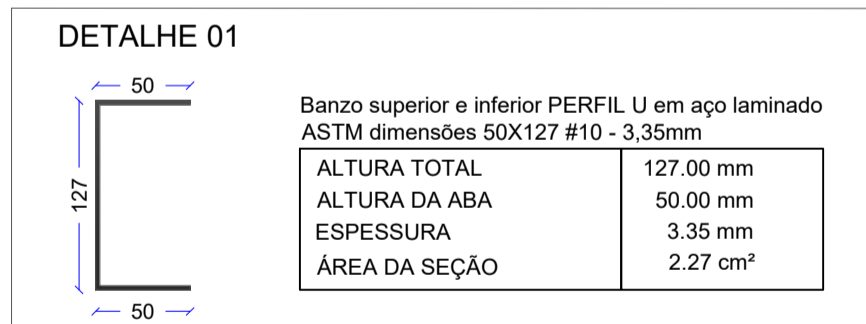 DETALHE 01
50
127
50
Banzo superior e inferior PERFIL U em aço laminado
ASTM dimensões 50X127 #10 - 3,35mm
ALTURA TOTAL 127.00 mm
ALTURA DA ABA 50.00 mm
ESPESSURA 3.35 mm
ÁREA DA SEÇÃO 2.27 cm²